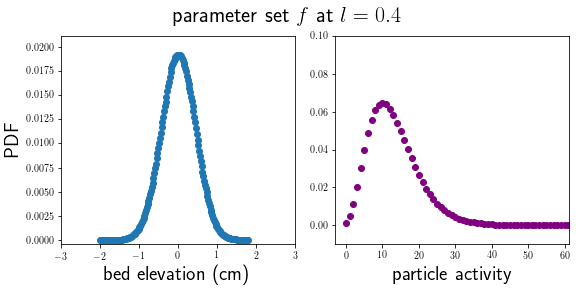 parameter set f at l = 0.4
PDF
0.0200
0.0175
0.0150
0.0125
0.0100
0.0075
0.0050
0.0025
0.0000
−3 −2 −1 0 1 2 3
bed elevation (cm)
0.10
0.08
0.06
0.04
0.02
0.00
0 10 20 30 40 50 60
particle activity